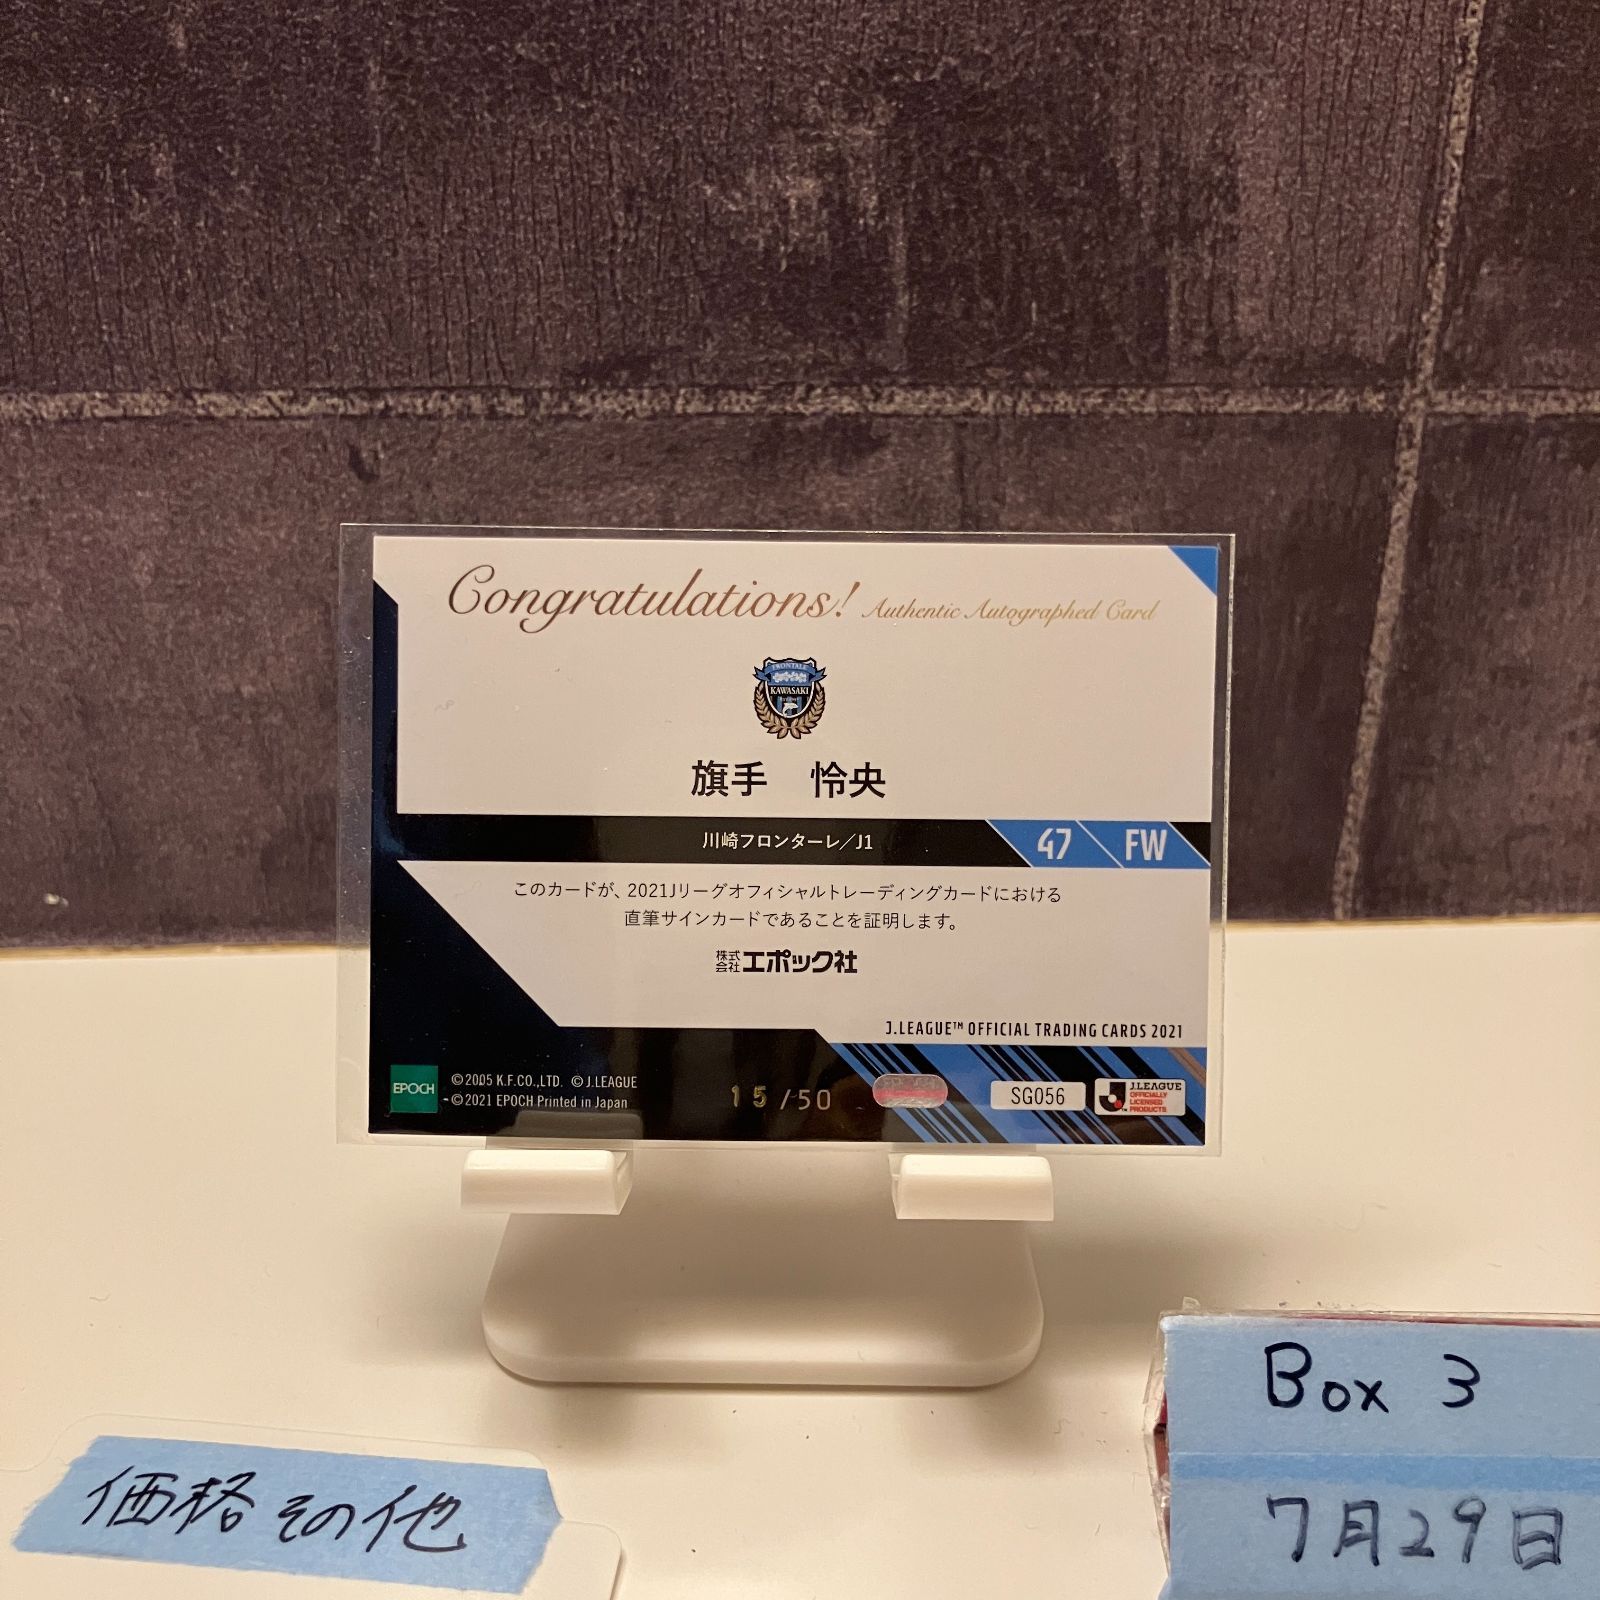 Congratulations! Authentic Autographed Card
FRONTALE
KAWASAKI
旗手 怜央
川崎フロンターレ/J1 47 FW
このカードが、2021Jリーグオフィシャルトレーディングカードにおける
直筆サインカードであることを証明します。
株式会社エポック社
J.LEAGUE™ OFFICIAL TRADING CARDS 2021
EPOCH
©2005 K.F.CO.,LTD. ©J.LEAGUE
©2021 EPOCH Printed in Japan
15/50
SG056
J.LEAGUE
OFFICIALLY
LICENSED
PRODUCTS
Box 3
7月29日
価格その他